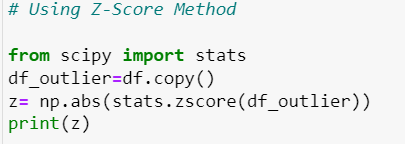 # Using Z-Score Method
from scipy import stats
df_outlier=df.copy()
z= np.abs(stats.zscore(df_outlier))
print(z)